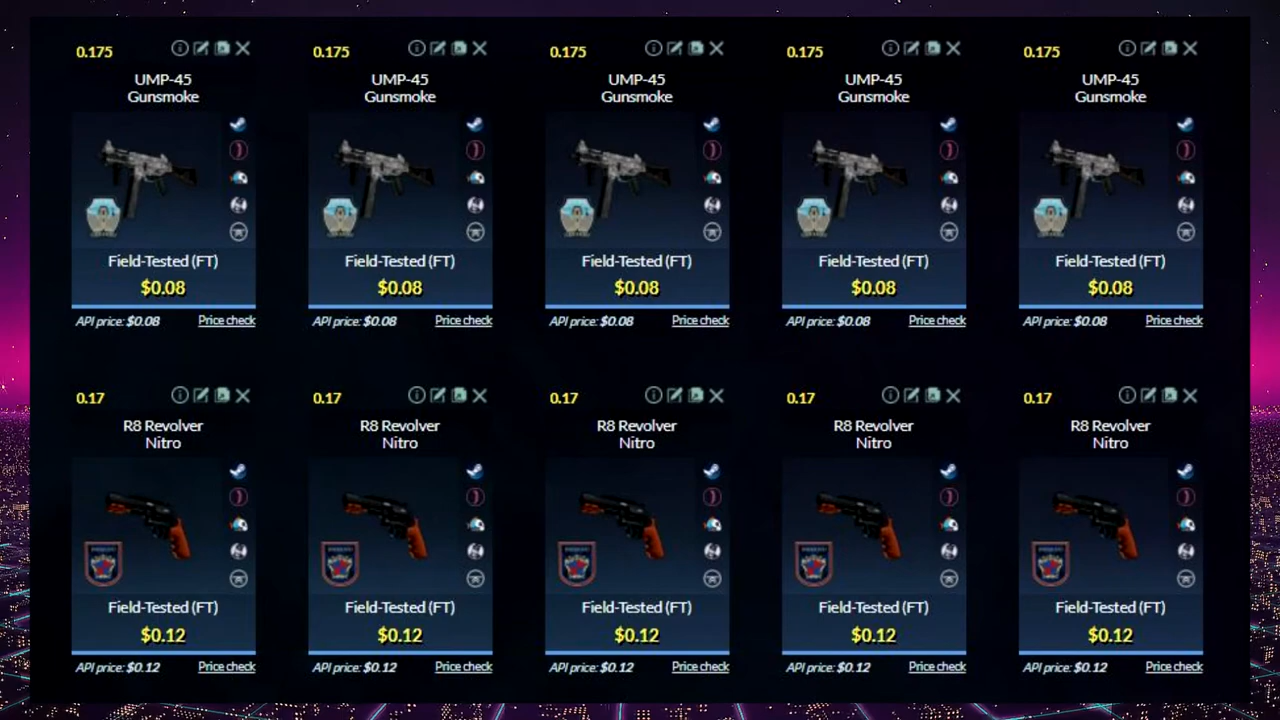 0.175 0.175 0.175 0.175 0.175
UMP-45 UMP-45 UMP-45 UMP-45 UMP-45
Gunsmoke Gunsmoke Gunsmoke Gunsmoke Gunsmoke
Field-Tested (FT) Field-Tested (FT) Field-Tested (FT) Field-Tested (FT) Field-Tested (FT)
$0.08 $0.08 $0.08 $0.08 $0.08
API price: $0.08 Price check API price: $0.08 Price check API price: $0.08 Price check API price: $0.08 Price check API price: $0.08 Price check
0.17 0.17 0.17 0.17 0.17
R8 Revolver R8 Revolver R8 Revolver R8 Revolver R8 Revolver
Nitro Nitro Nitro Nitro Nitro
Field-Tested (FT) Field-Tested (FT) Field-Tested (FT) Field-Tested (FT) Field-Tested (FT)
$0.12 $0.12 $0.12 $0.12 $0.12
API price: $0.12 Price check API price: $0.12 Price check API price: $0.12 Price check API price: $0.12 Price check API price: $0.12 Price check